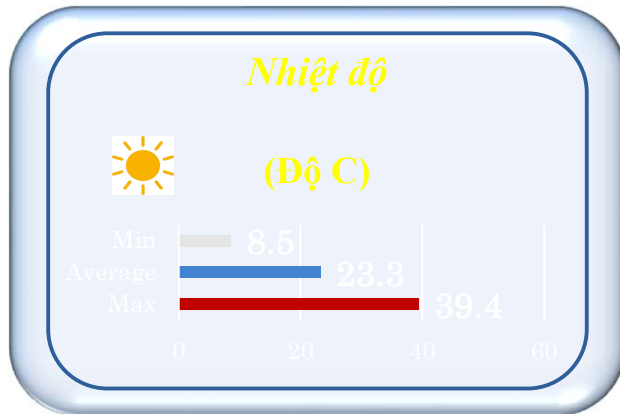 Nhiệt độ
(Độ C)
Min 8.5
Average 23.3
Max 39.4
0 20 40 60